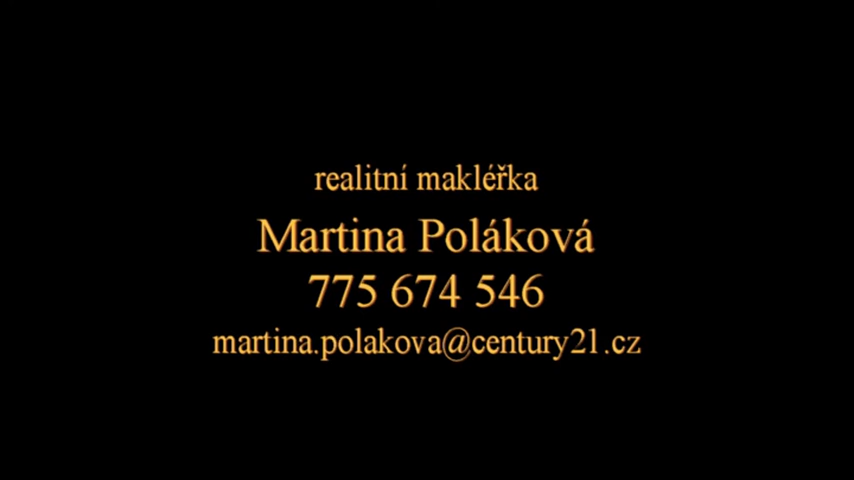 realitní makléřka
Martina Poláková
775 674 546
martina.polakova@century21.cz